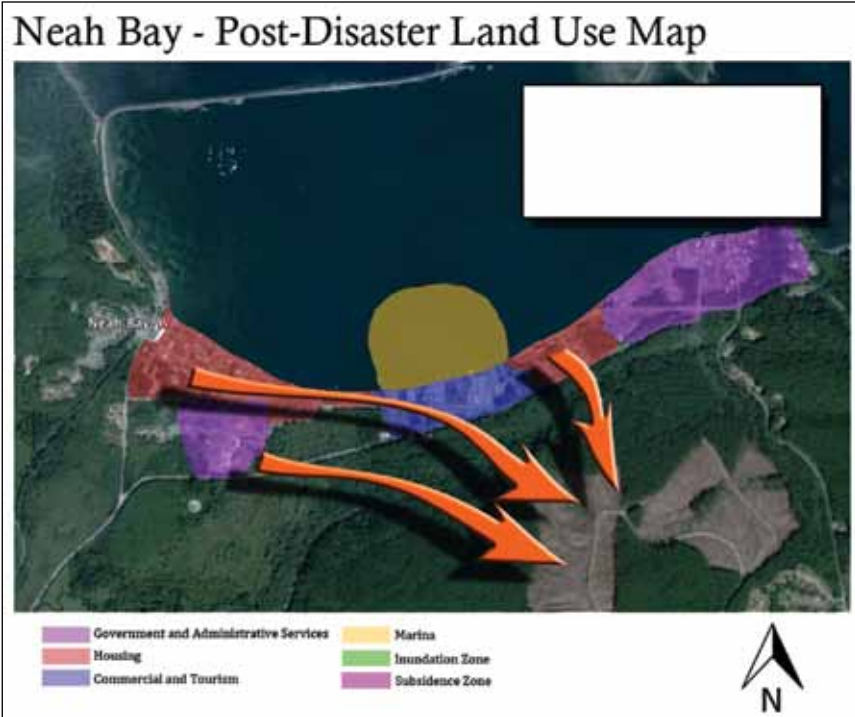 Neah Bay - Post-Disaster Land Use Map
Neah Bay
Government and Administrative Services
Housing
Commercial and Tourism
Marina
Inundation Zone
Subsidence Zone
N